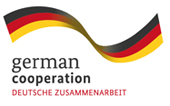 german
cooperation
DEUTSCHE ZUSAMMENARBEIT